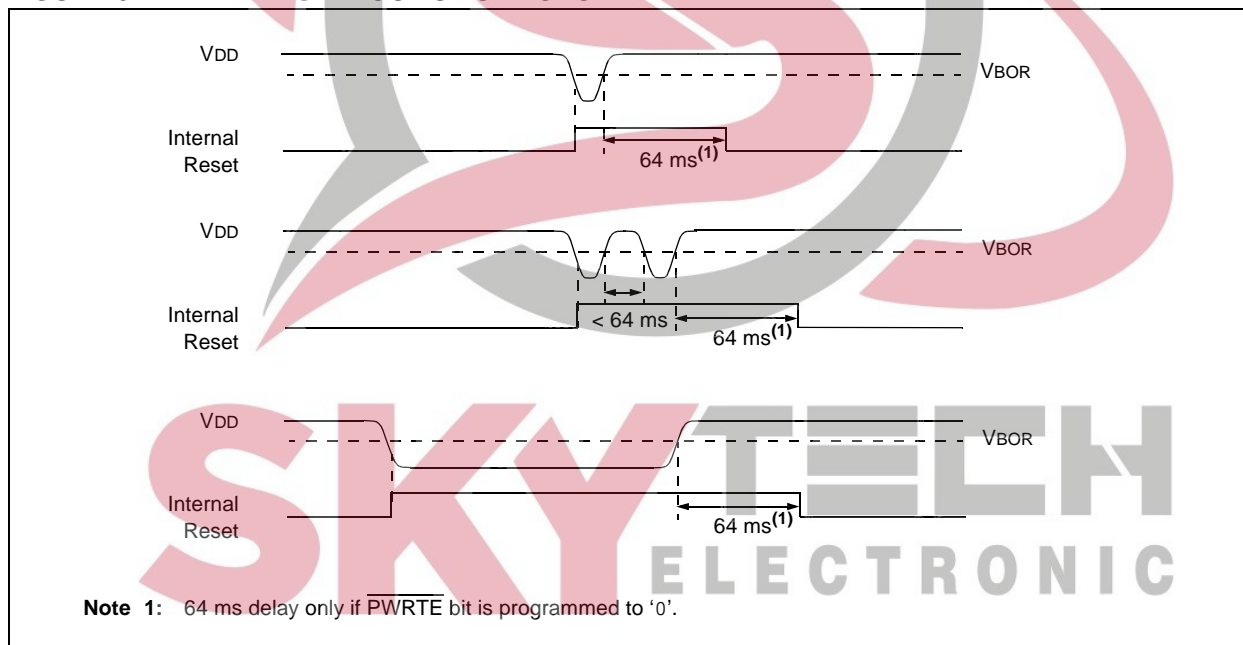 VDD
VBOR
Internal
Reset
64 ms(1)
VDD
VBOR
Internal
Reset
< 64 ms
64 ms(1)
VDD
VBOR
Internal
Reset
64 ms(1)
SKYTECH
ELECTRONIC
Note 1: 64 ms delay only if PWRTE bit is programmed to '0'.